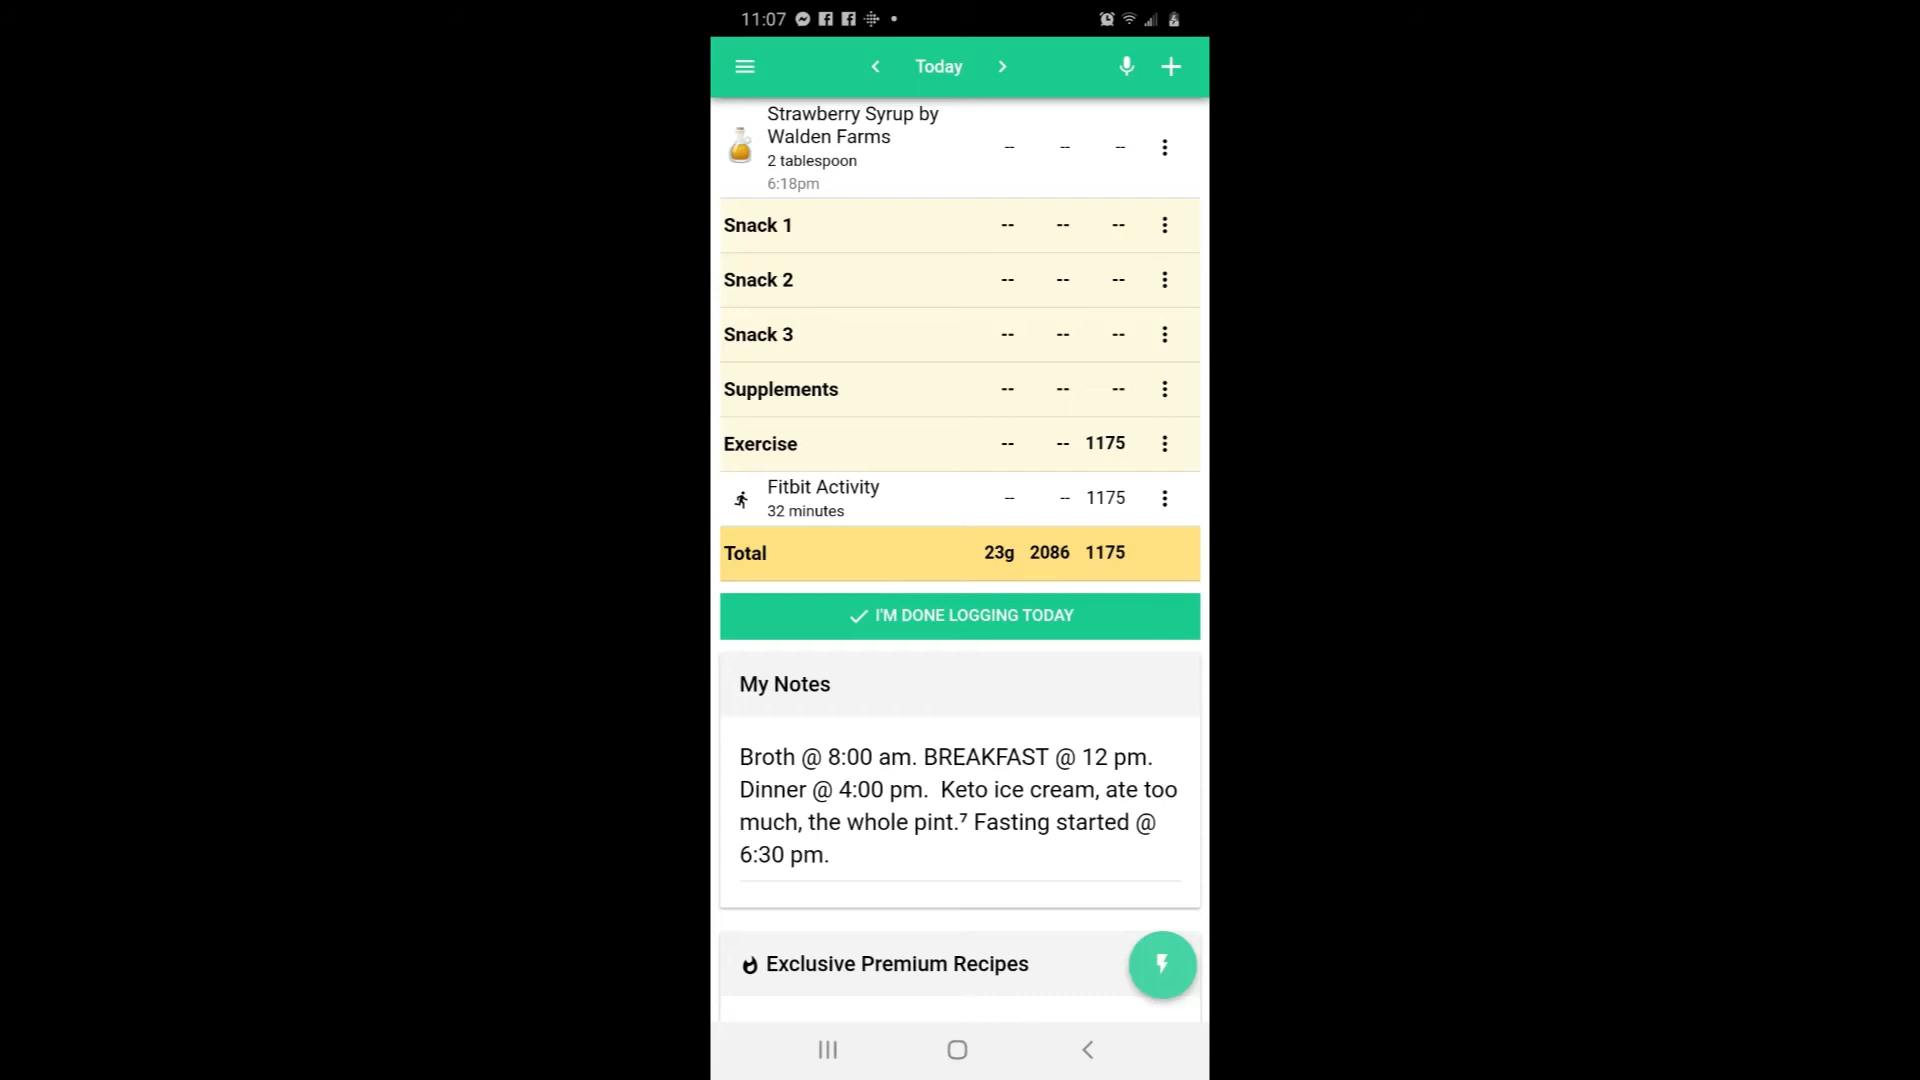 11:07
Today
Strawberry Syrup by
Walden Farms
2 tablespoon
6:18pm
-- -- --
Snack 1 -- -- --
Snack 2 -- -- --
Snack 3 -- -- --
Supplements -- -- --
Exercise -- -- 1175
Fitbit Activity
32 minutes
-- -- 1175
Total 23g 2086 1175
I'M DONE LOGGING TODAY
My Notes
Broth @ 8:00 am. BREAKFAST @ 12 pm.
Dinner @ 4:00 pm.  Keto ice cream, ate too
much, the whole pint.⁷ Fasting started @
6:30 pm.
Exclusive Premium Recipes